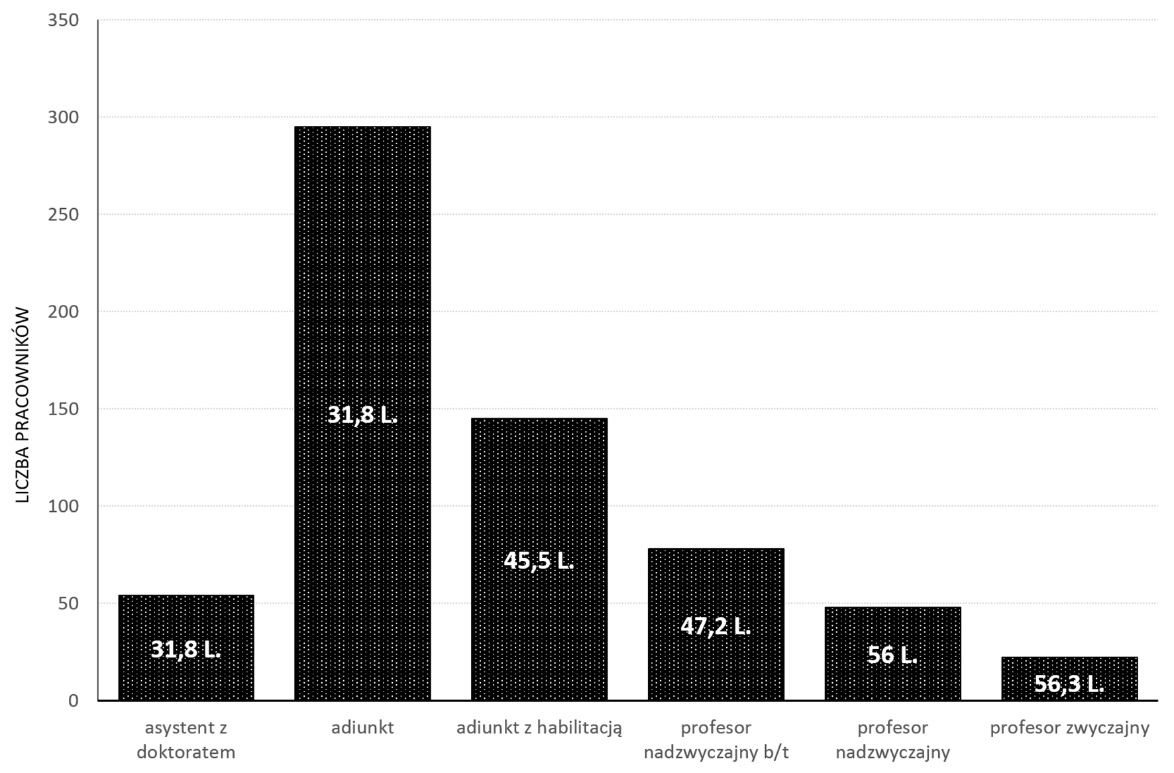 350
300
250
200
150
100
50
0
LICZBA PRACOWNIKÓW
31,8 L.
31,8 L.
45,5 L.
47,2 L.
56 L.
56,3 L.
asystent z
doktoratem
adiunkt
adiunkt z habilitacją
profesor
nadzwyczajny b/t
profesor
nadzwyczajny
profesor zwyczajny